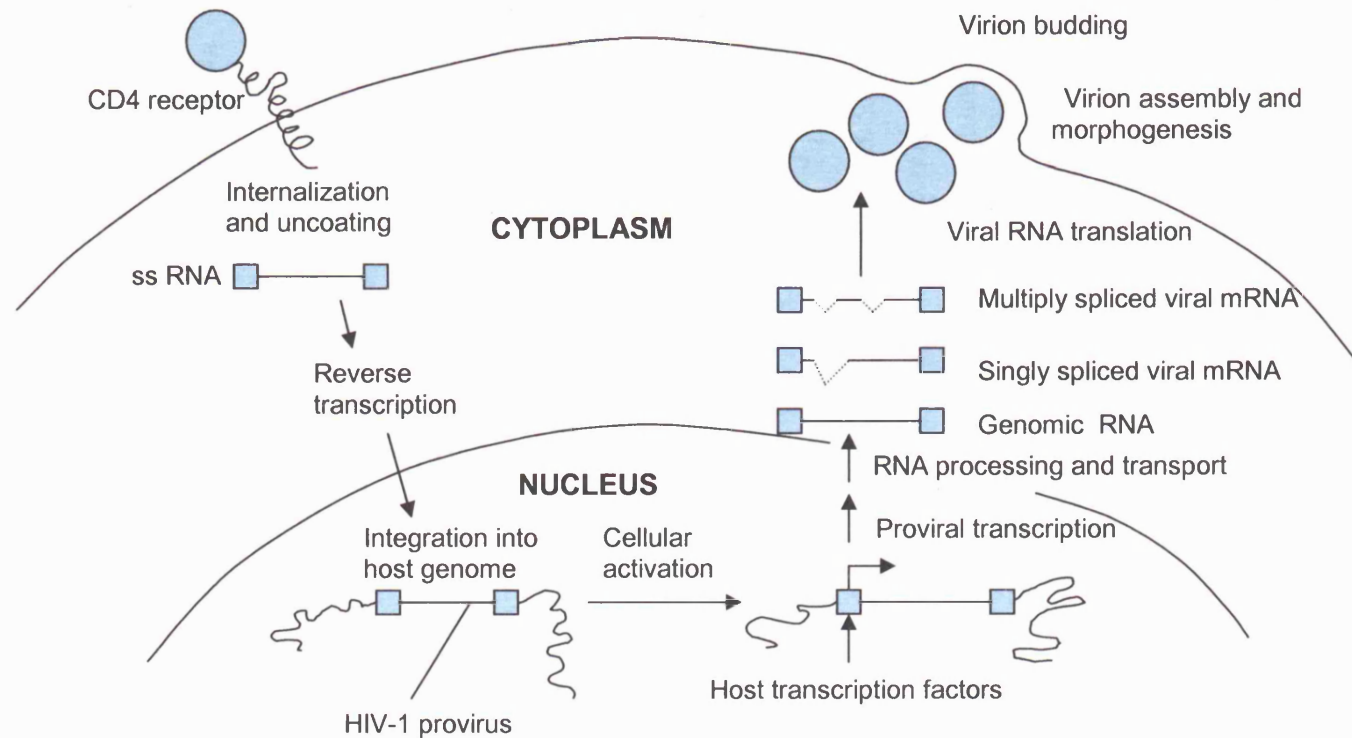 Virion budding
CD4 receptor
Virion assembly and
morphogenesis
Internalization
and uncoating
CYTOPLASM
Viral RNA translation
ss RNA
Multiply spliced viral mRNA
Reverse
transcription
Singly spliced viral mRNA
Genomic RNA
RNA processing and transport
NUCLEUS
Integration into
host genome
Cellular
activation
Proviral transcription
Host transcription factors
HIV-1 provirus